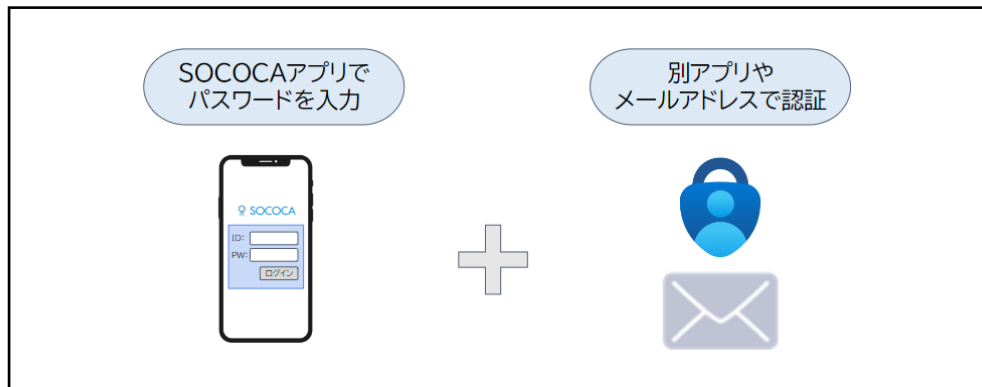 SOCOCAアプリで
パスワードを入力
別アプリや
メールアドレスで認証
SOCOCA
ID:
PW:
ログイン